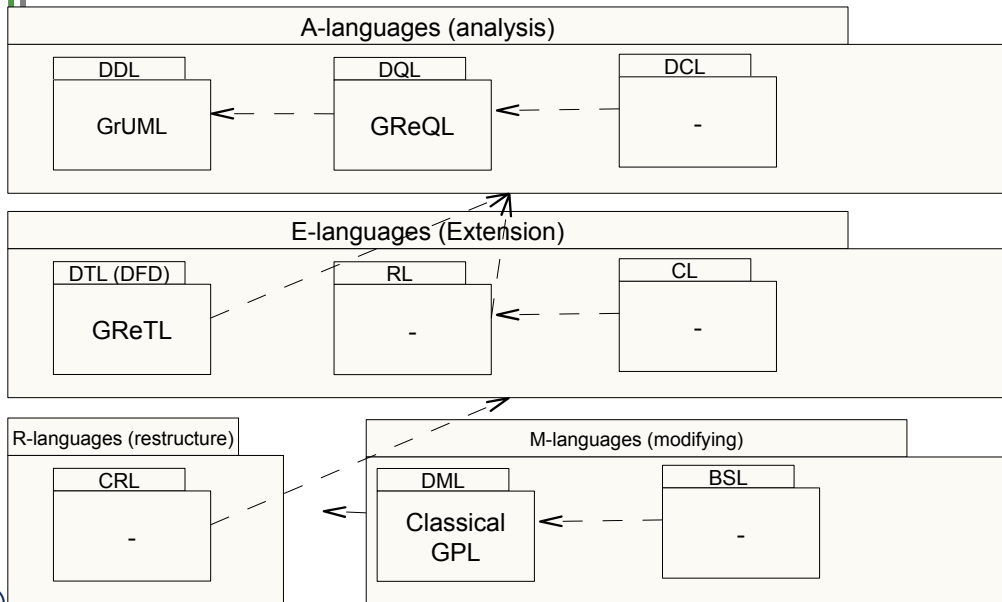 A-languages (analysis)
DDL
DQL
DCL
GrUML
GReQL
-
E-languages (Extension)
DTL (DFD)
RL
CL
GReTL
-
-
R-languages (restructure)
M-languages (modifying)
CRL
DML
BSL
-
Classical
GPL
-